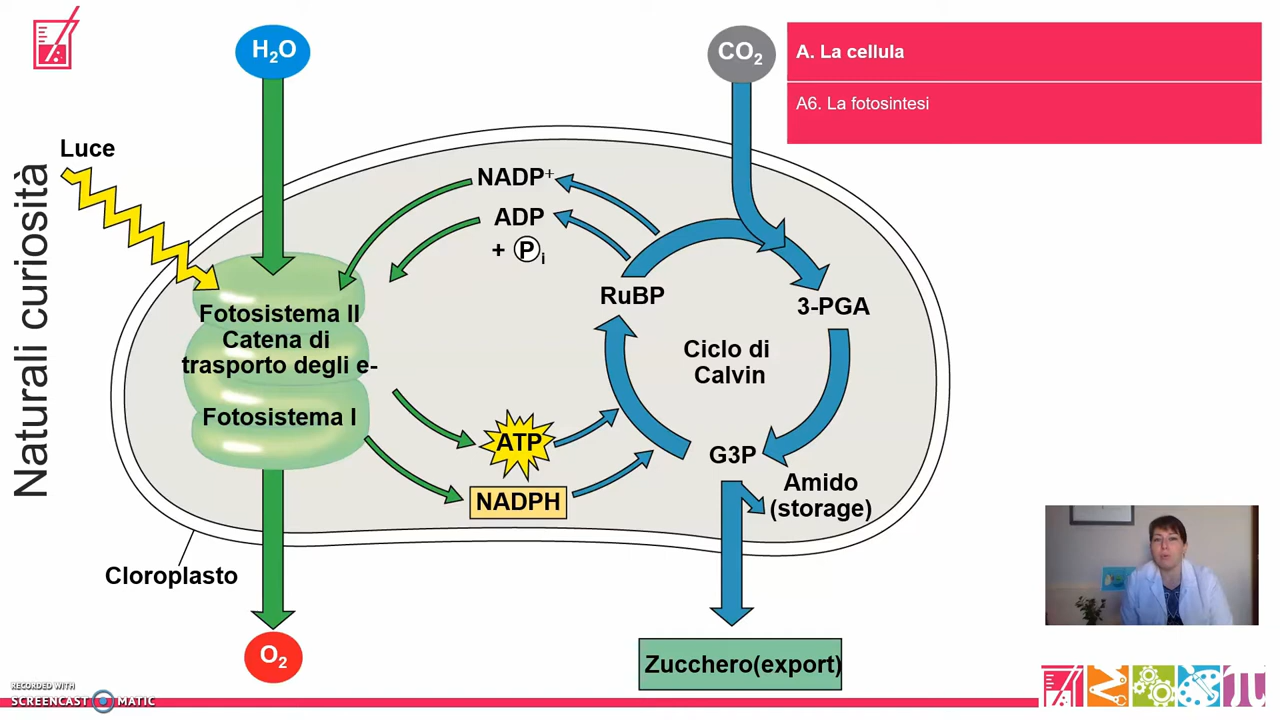 H₂O
CO₂
A. La cellula
A6. La fotosintesi
Luce
Naturali curiosità
NADP⁺
ADP
+ Pi
RuBP
3-PGA
Fotosistema II
Catena di
trasporto degli e-
Fotosistema I
Ciclo di
Calvin
ATP
NADPH
G3P
Amido
(storage)
Cloroplasto
O₂
Zucchero(export)
RECORDED WITH
SCREENCAST MATIC